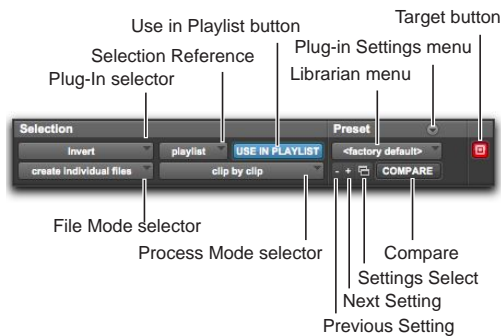 Use in Playlist button
Target button
Selection Reference
Plug-in Settings menu
Plug-In selector
Librarian menu
Selection
Preset
Invert
playlist
USE IN PLAYLIST
<factory default>
create individual files
clip by clip
- +
COMPARE
File Mode selector
Process Mode selector
Compare
Settings Select
Next Setting
Previous Setting